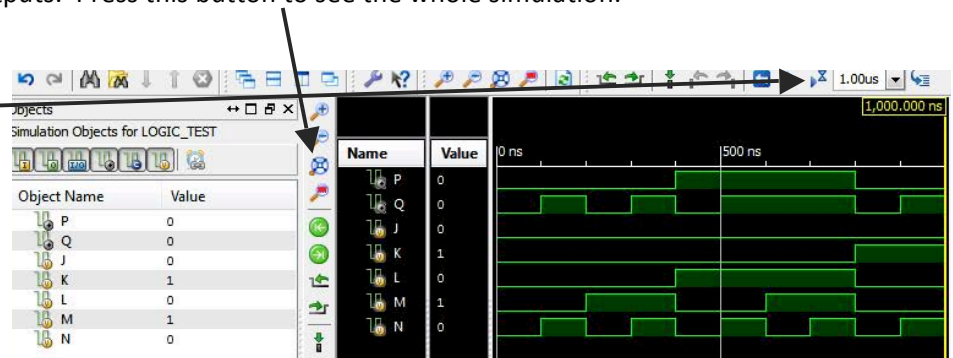 Press this button to see the whole simulation.
1.00us
Objects
1,000.000 ns
Simulation Objects for LOGIC_TEST
Name Value 0 ns 500 ns
P 0
Q 0
J 0
K 1
L 0
M 1
N 0
Object Name Value
P 0
Q 0
J 0
K 1
L 0
M 1
N 0